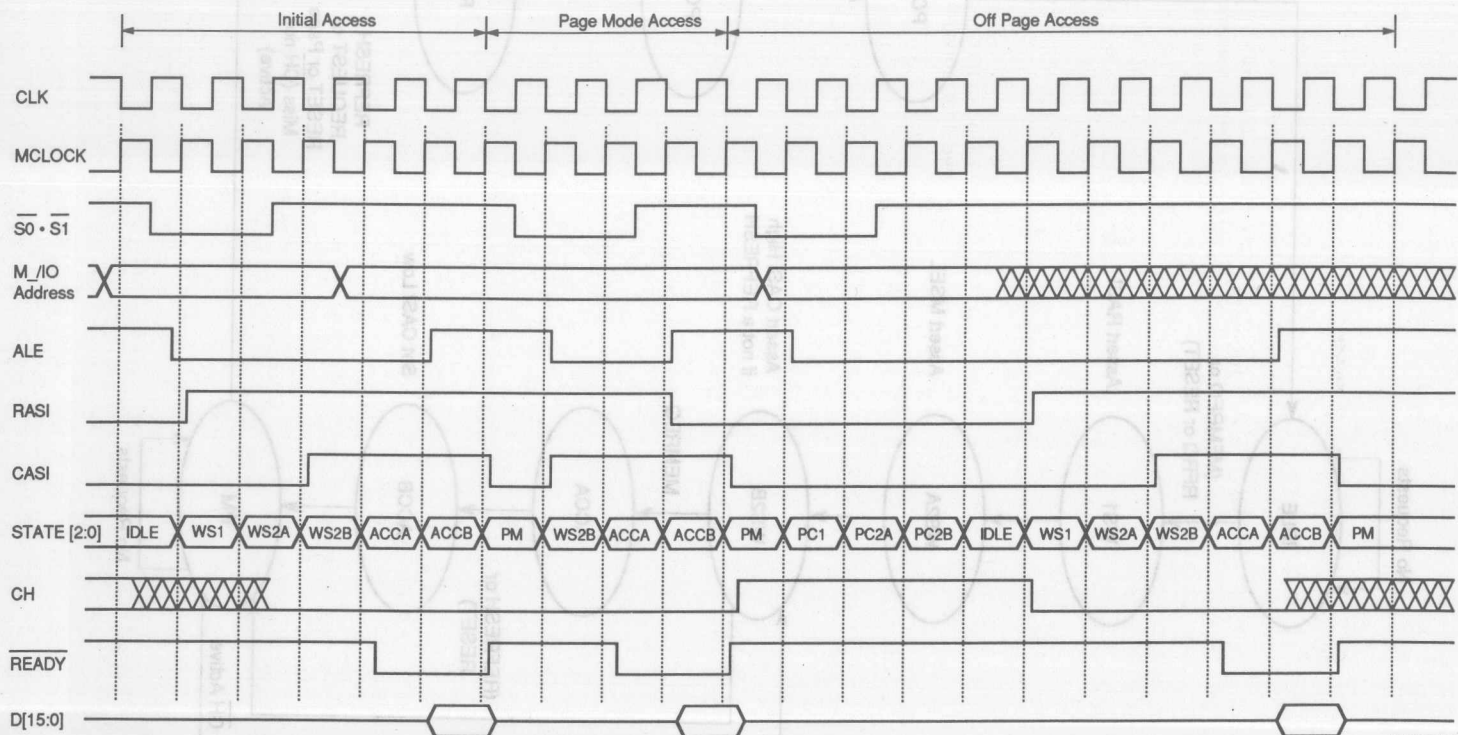 Initial Access Page Mode Access Off Page Access
CLK
MCLOCK
S0 • S1
M_/IO
Address
ALE
RASI
CASI
STATE [2:0] IDLE WS1 WS2A WS2B ACCA ACCB PM WS2B ACCA ACCB PM PC1 PC2A PC2B IDLE WS1 WS2A WS2B ACCA ACCB PM
CH
READY
D[15:0]